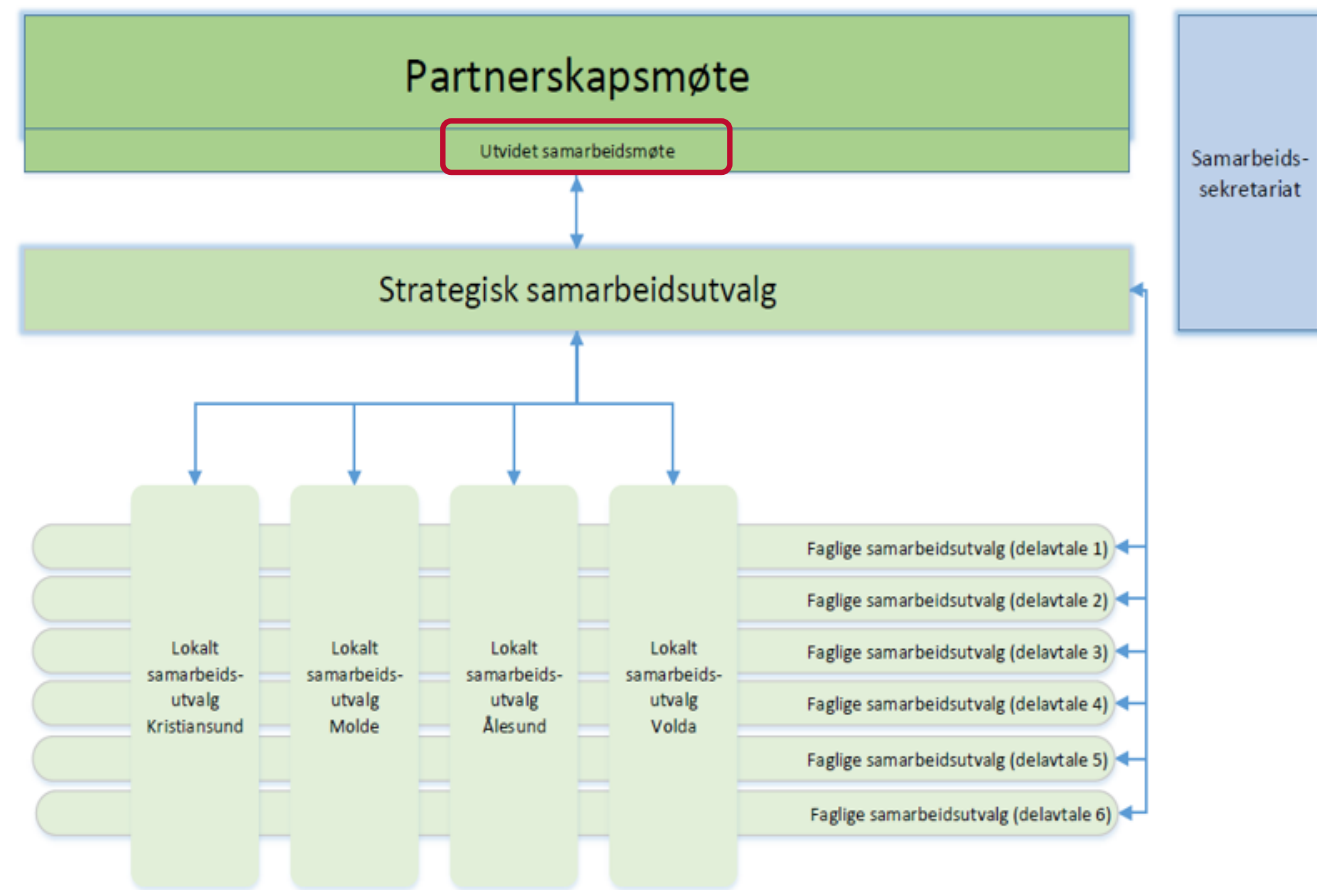 Partnerskapsmøte
Utvidet samarbeidsmøte
Samarbeids-
sekretariat
Strategisk samarbeidsutvalg
Faglige samarbeidsutvalg (delavtale 1)
Faglige samarbeidsutvalg (delavtale 2)
Faglige samarbeidsutvalg (delavtale 3)
Faglige samarbeidsutvalg (delavtale 4)
Faglige samarbeidsutvalg (delavtale 5)
Faglige samarbeidsutvalg (delavtale 6)
Lokalt
samarbeids-
utvalg
Kristiansund
Lokalt
samarbeids-
utvalg
Molde
Lokalt
samarbeids-
utvalg
Ålesund
Lokalt
samarbeids-
utvalg
Volda